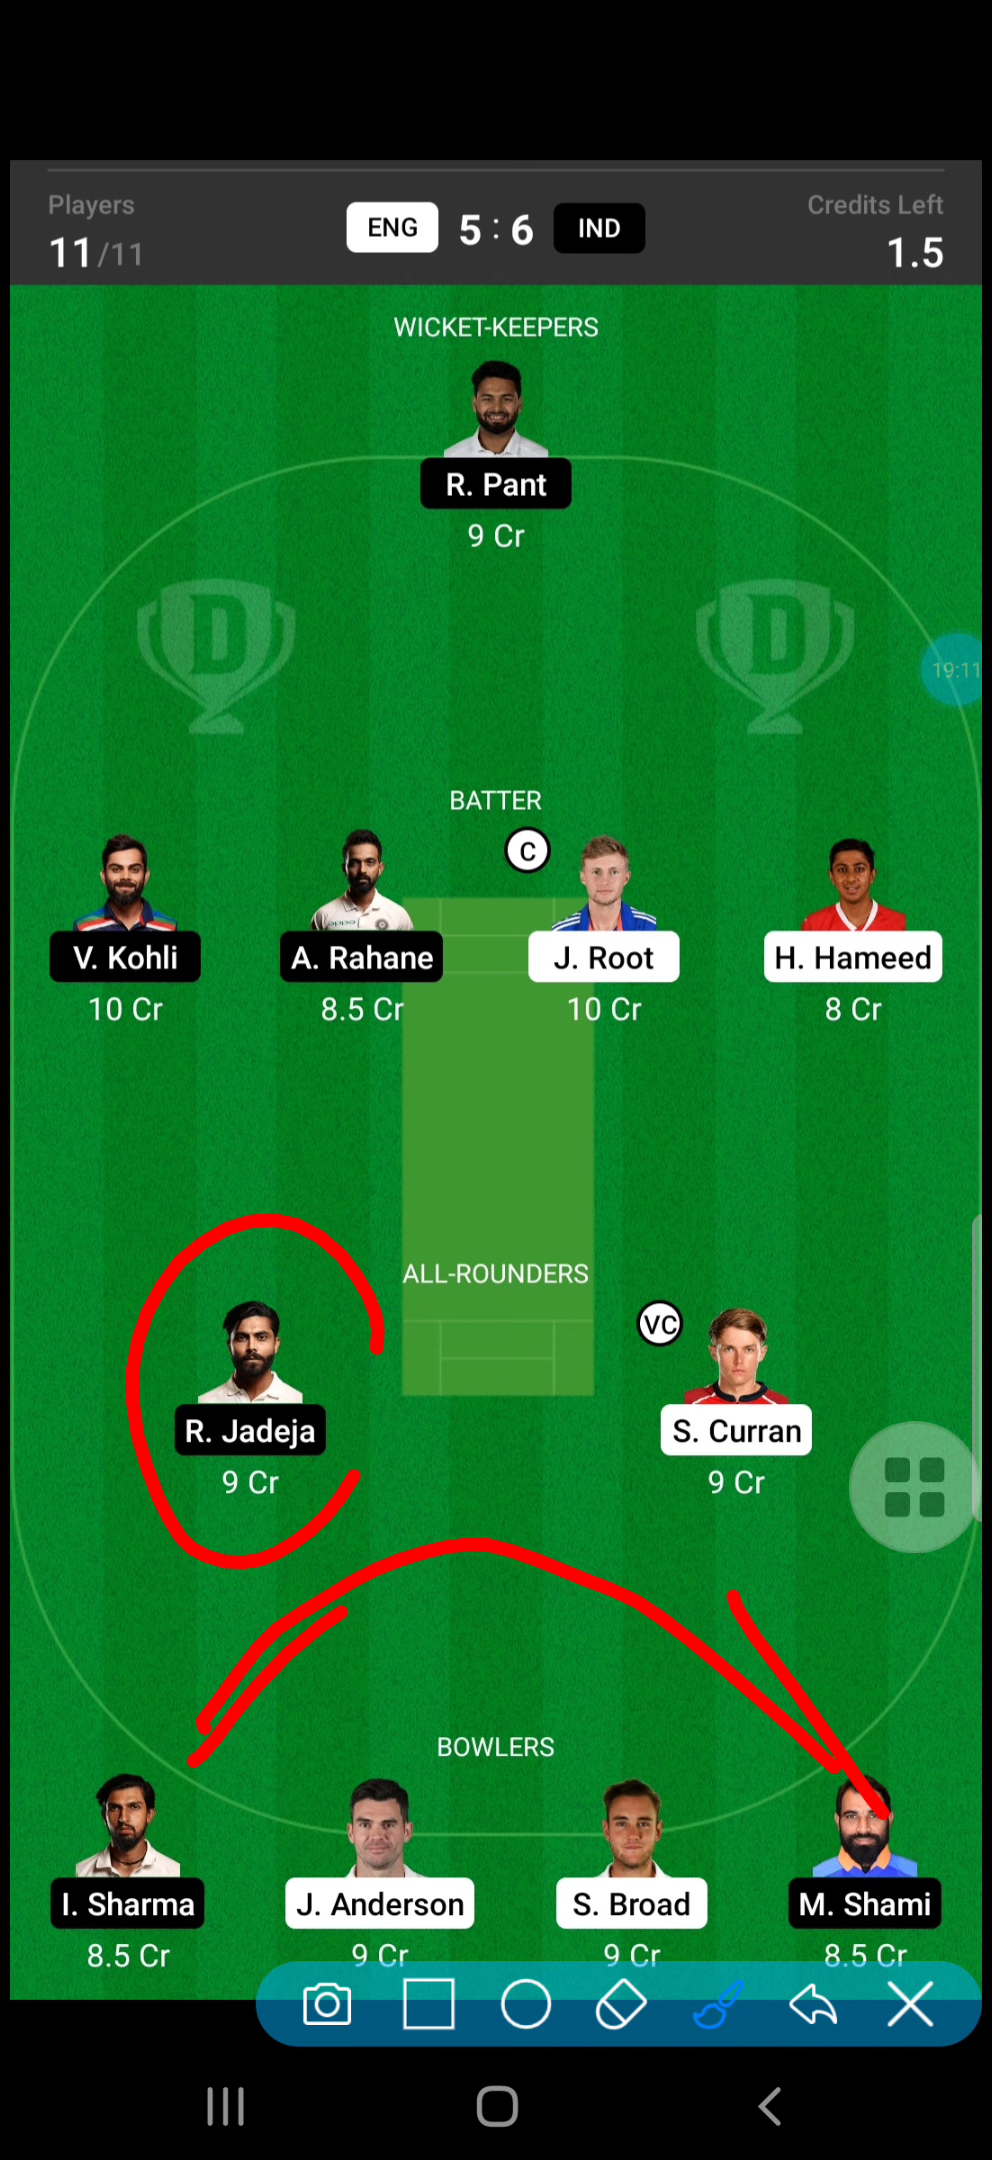 Players
11/11
ENG 5 : 6 IND
Credits Left
1.5
WICKET-KEEPERS
R. Pant
9 Cr
D D
19:11
BATTER
C
V. Kohli A. Rahane J. Root H. Hameed
10 Cr 8.5 Cr 10 Cr 8 Cr
oppo
ALL-ROUNDERS
VC
R. Jadeja S. Curran
9 Cr 9 Cr
BOWLERS
I. Sharma J. Anderson S. Broad M. Shami
8.5 Cr 9 Cr 9 Cr 8.5 Cr